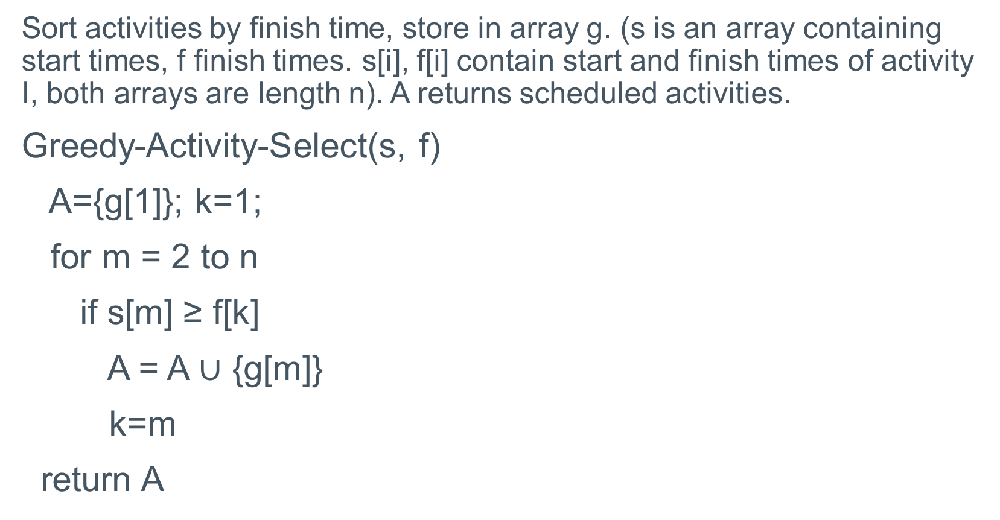 Sort activities by finish time, store in array g. (s is an array containing
start times, f finish times. s[i], f[i] contain start and finish times of activity
I, both arrays are length n). A returns scheduled activities.
Greedy-Activity-Select(s, f)
A={g[1]}; k=1;
for m = 2 to n
if s[m] ≥ f[k]
A = A ∪ {g[m]}
k=m
return A